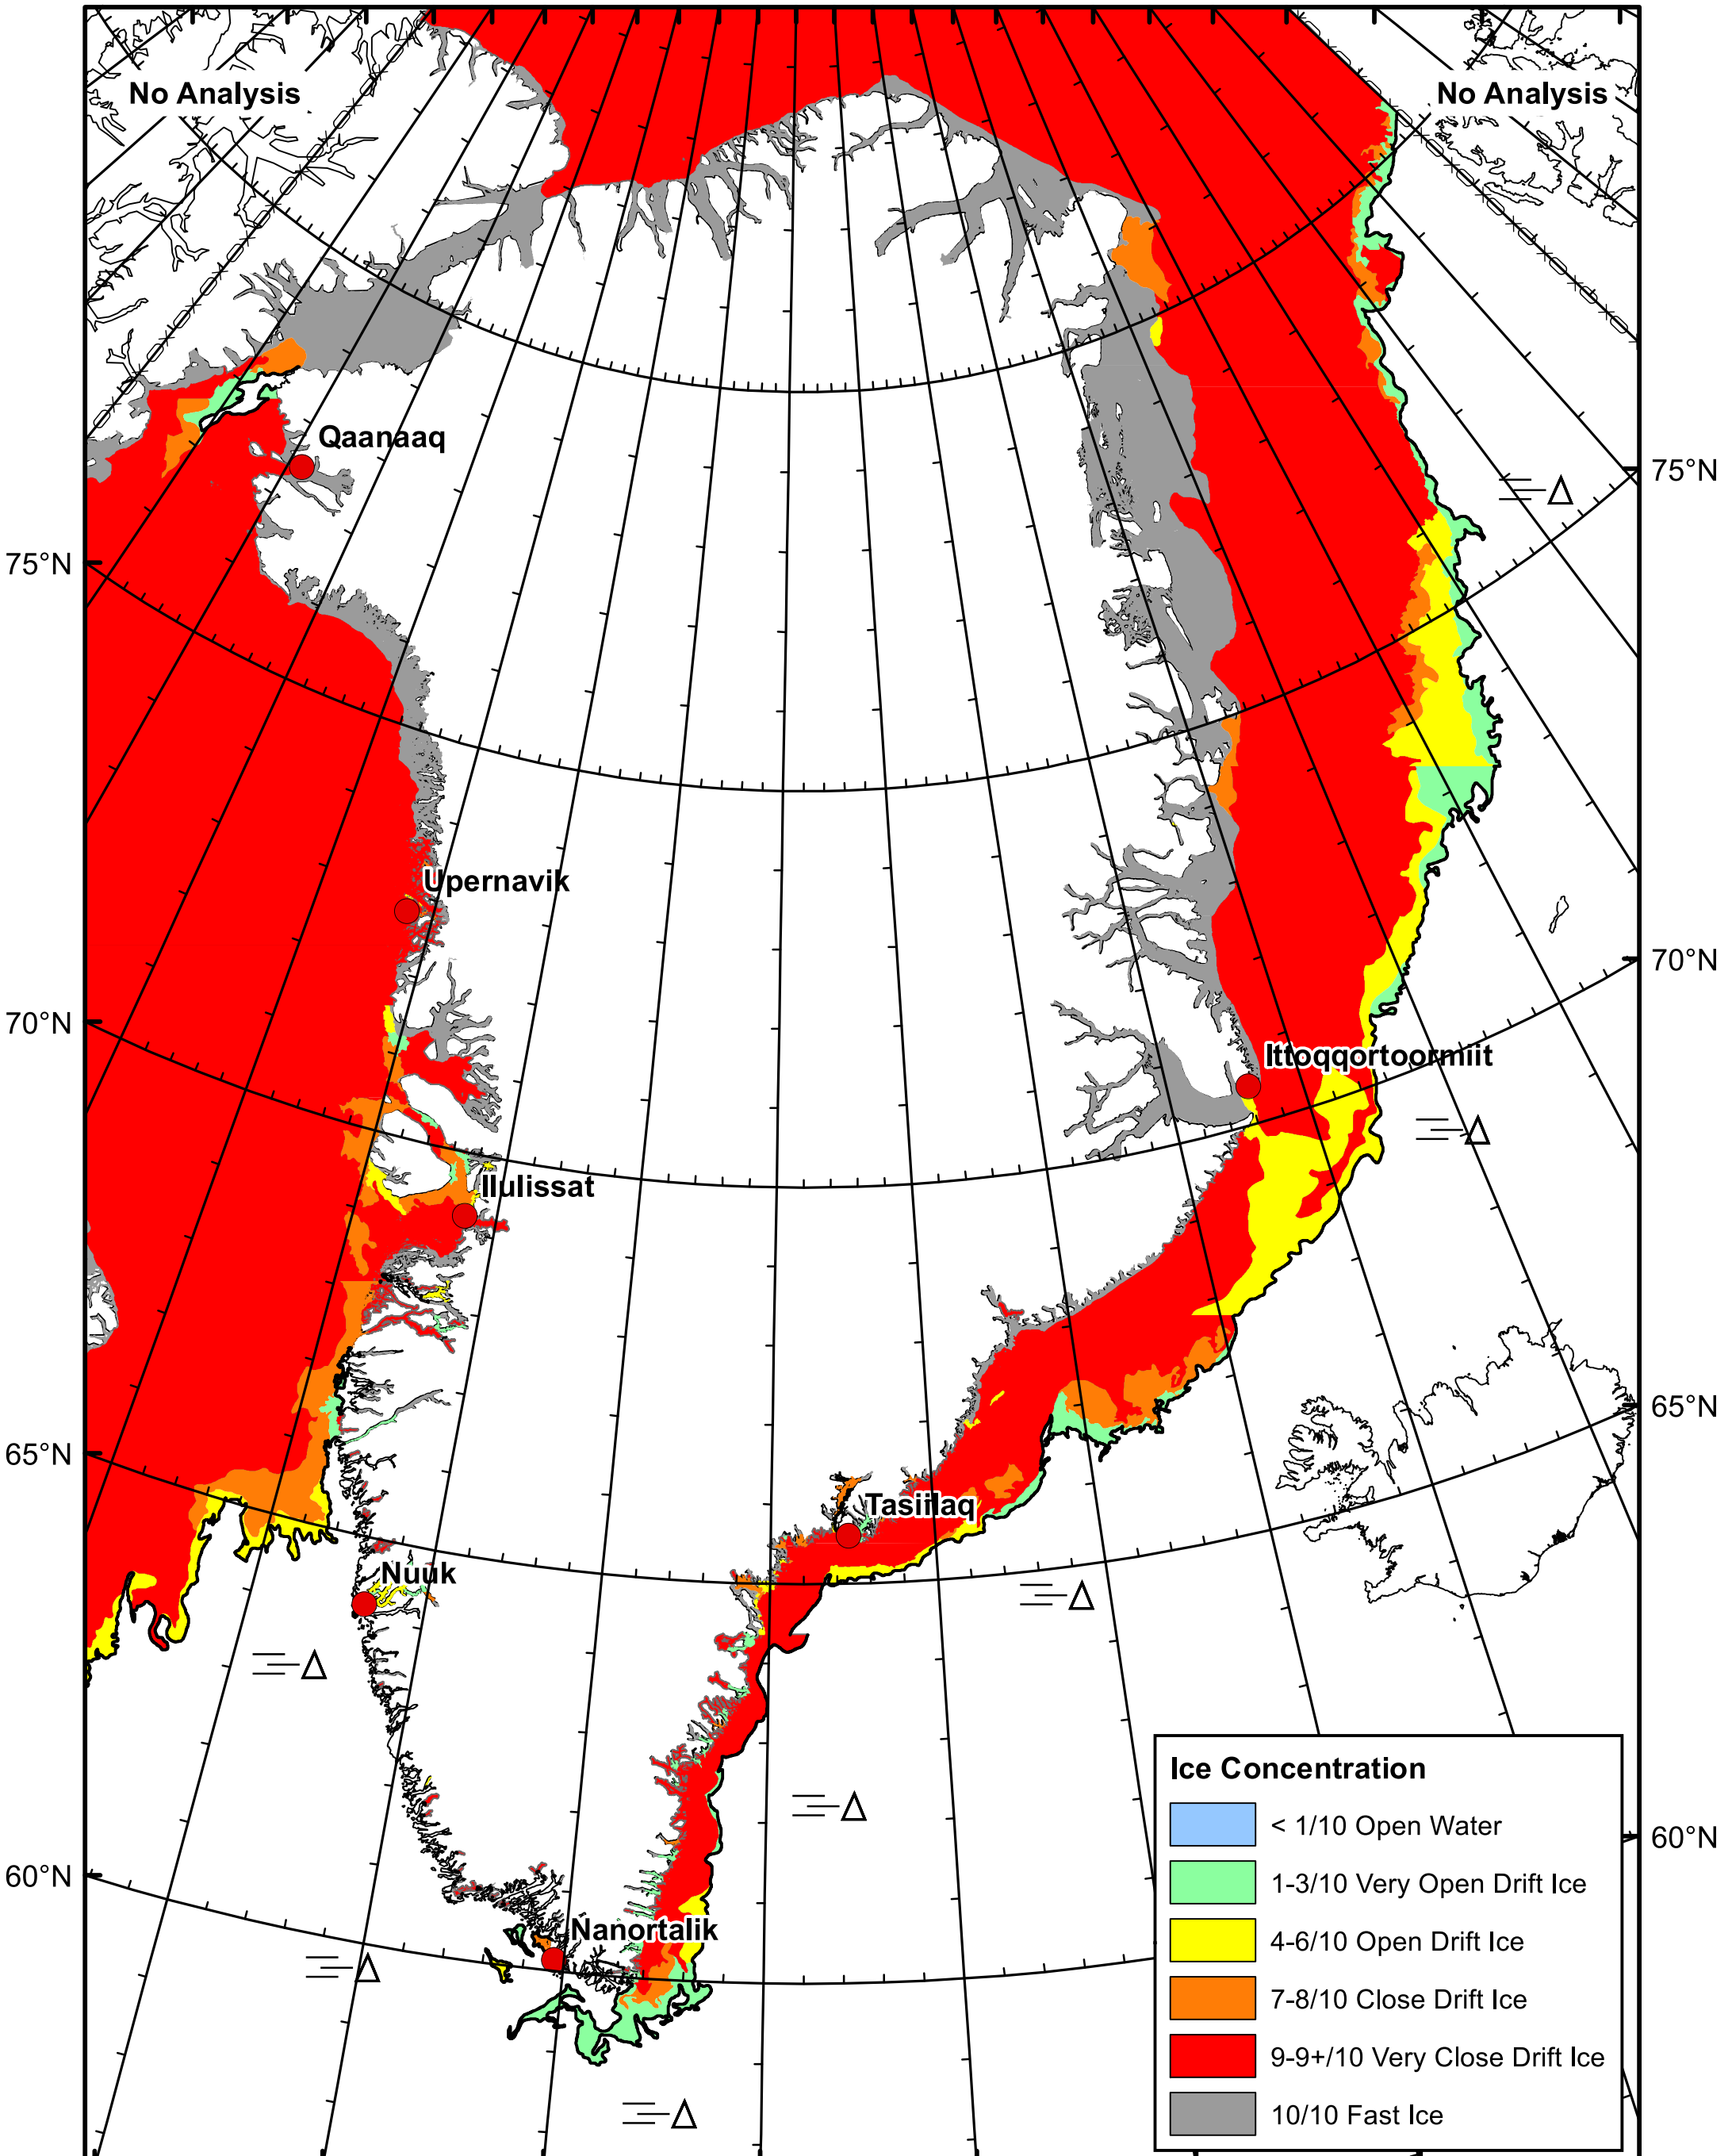 No Analysis
No Analysis
Qaanaaq
75°N
75°N
Upernavik
70°N
70°N
Ittoqqortoormiit
Ilulissat
65°N
65°N
Tasiilaq
Nuuk
60°N
60°N
Nanortalik
Ice Concentration
< 1/10 Open Water
1-3/10 Very Open Drift Ice
4-6/10 Open Drift Ice
7-8/10 Close Drift Ice
9-9+/10 Very Close Drift Ice
10/10 Fast Ice